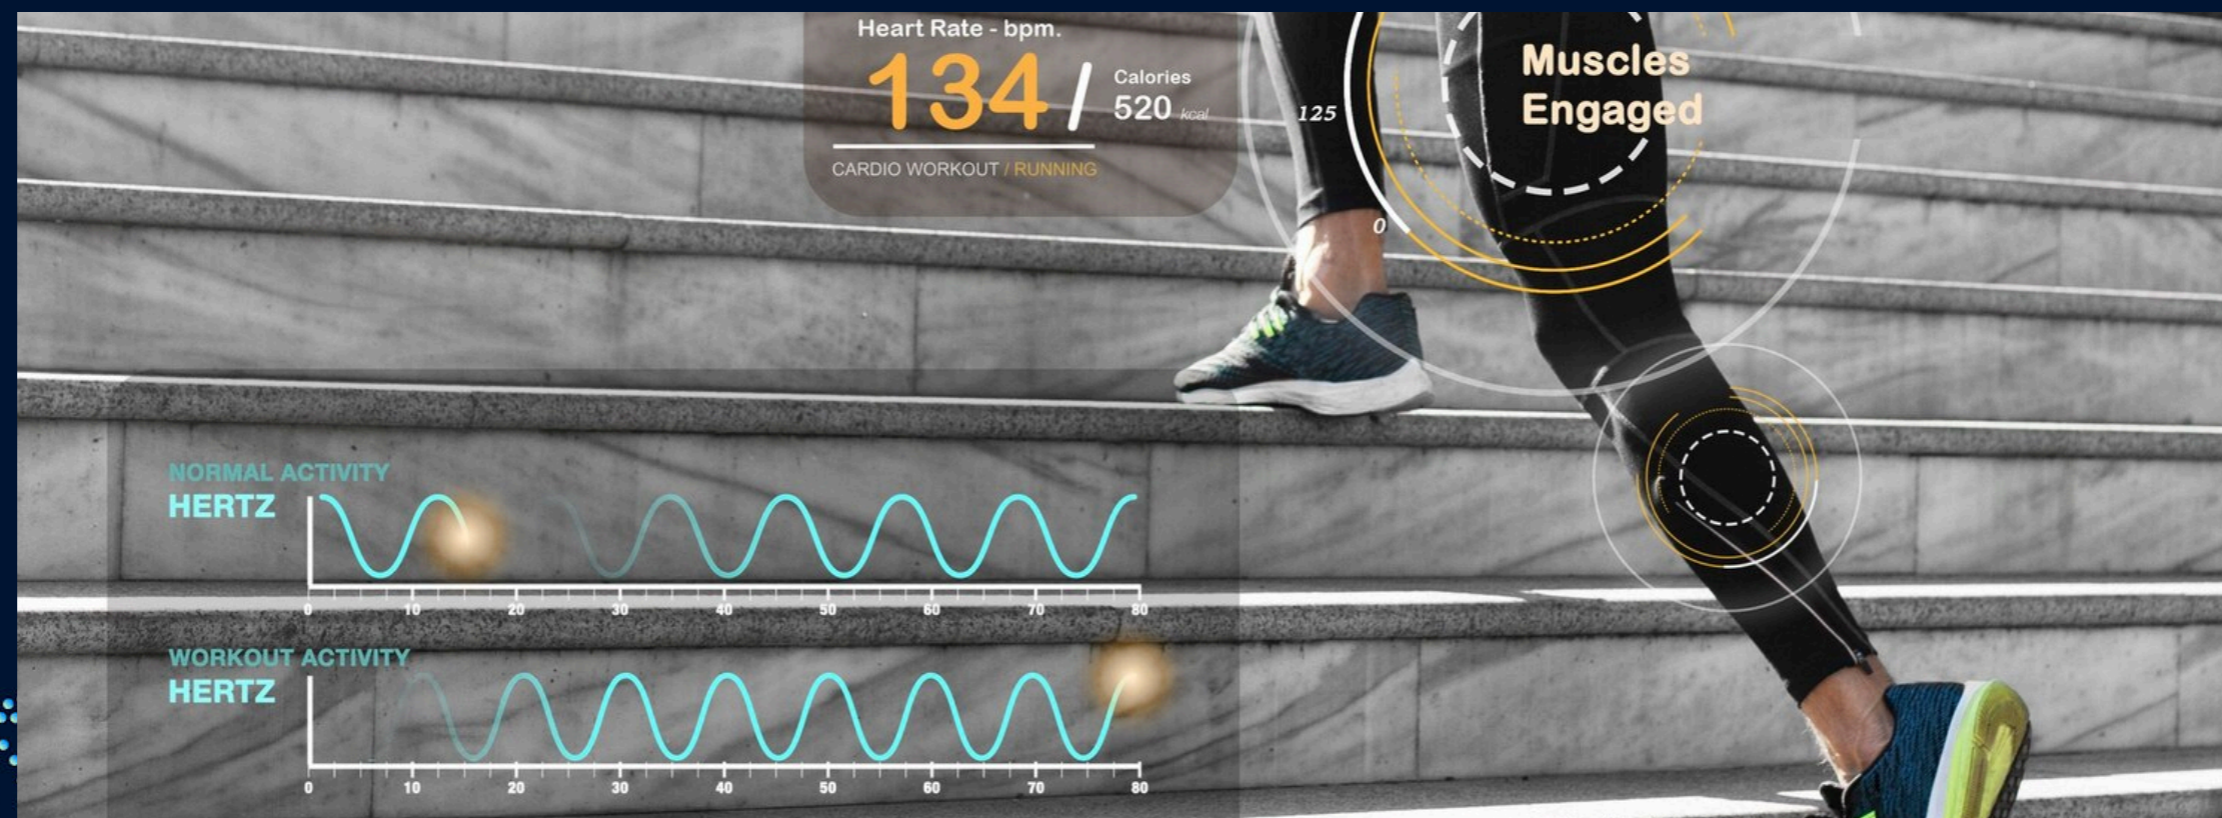 Heart Rate - bpm.
134 / Calories
520 kcal
CARDIO WORKOUT / RUNNING
125
0
Muscles
Engaged
NORMAL ACTIVITY
HERTZ
0 10 20 30 40 50 60 70 80
WORKOUT ACTIVITY
HERTZ
0 10 20 30 40 50 60 70 80